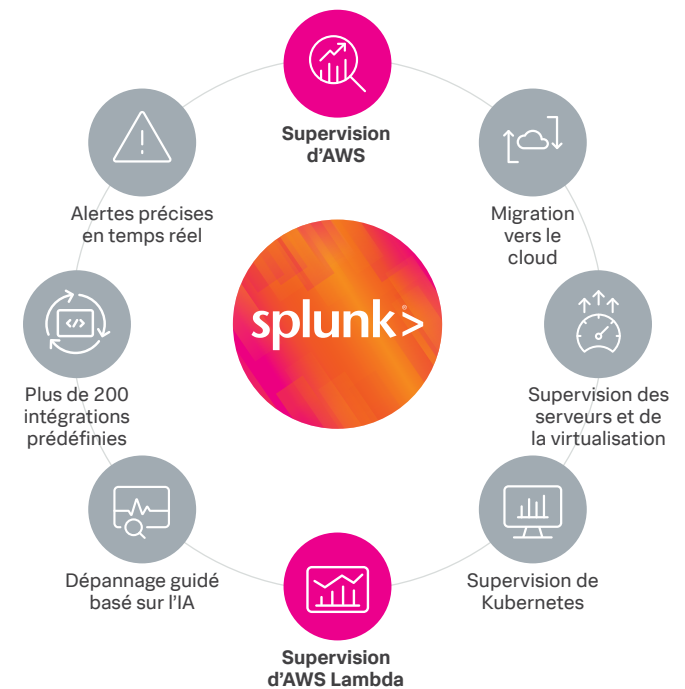 Supervision
d'AWS
Migration
vers le
cloud
Supervision des
serveurs et de
la virtualisation
Supervision de
Kubernetes
Supervision
d'AWS Lambda
Dépannage guidé
basé sur l'IA
Plus de 200
intégrations
prédéfinies
Alertes précises
en temps réel
splunk>